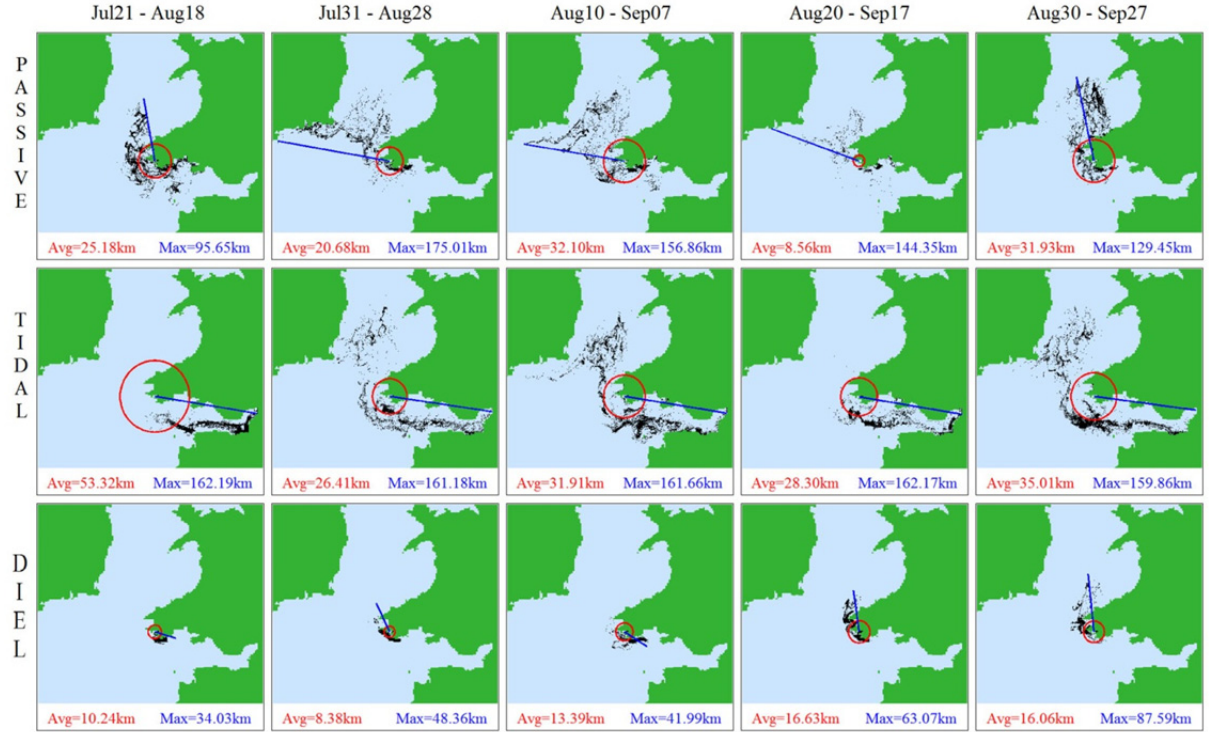 Jul21 - Aug18 Jul31 - Aug28 Aug10 - Sep07 Aug20 - Sep17 Aug30 - Sep27
PASSIVE
Avg=25.18km Max=95.65km Avg=20.68km Max=175.01km Avg=32.10km Max=156.86km Avg=8.56km Max=144.35km Avg=31.93km Max=129.45km
TIDAL
Avg=53.32km Max=162.19km Avg=26.41km Max=161.18km Avg=31.91km Max=161.66km Avg=28.30km Max=162.17km Avg=35.01km Max=159.86km
DIEL
Avg=10.24km Max=34.03km Avg=8.38km Max=48.36km Avg=13.39km Max=41.99km Avg=16.63km Max=63.07km Avg=16.06km Max=87.59km